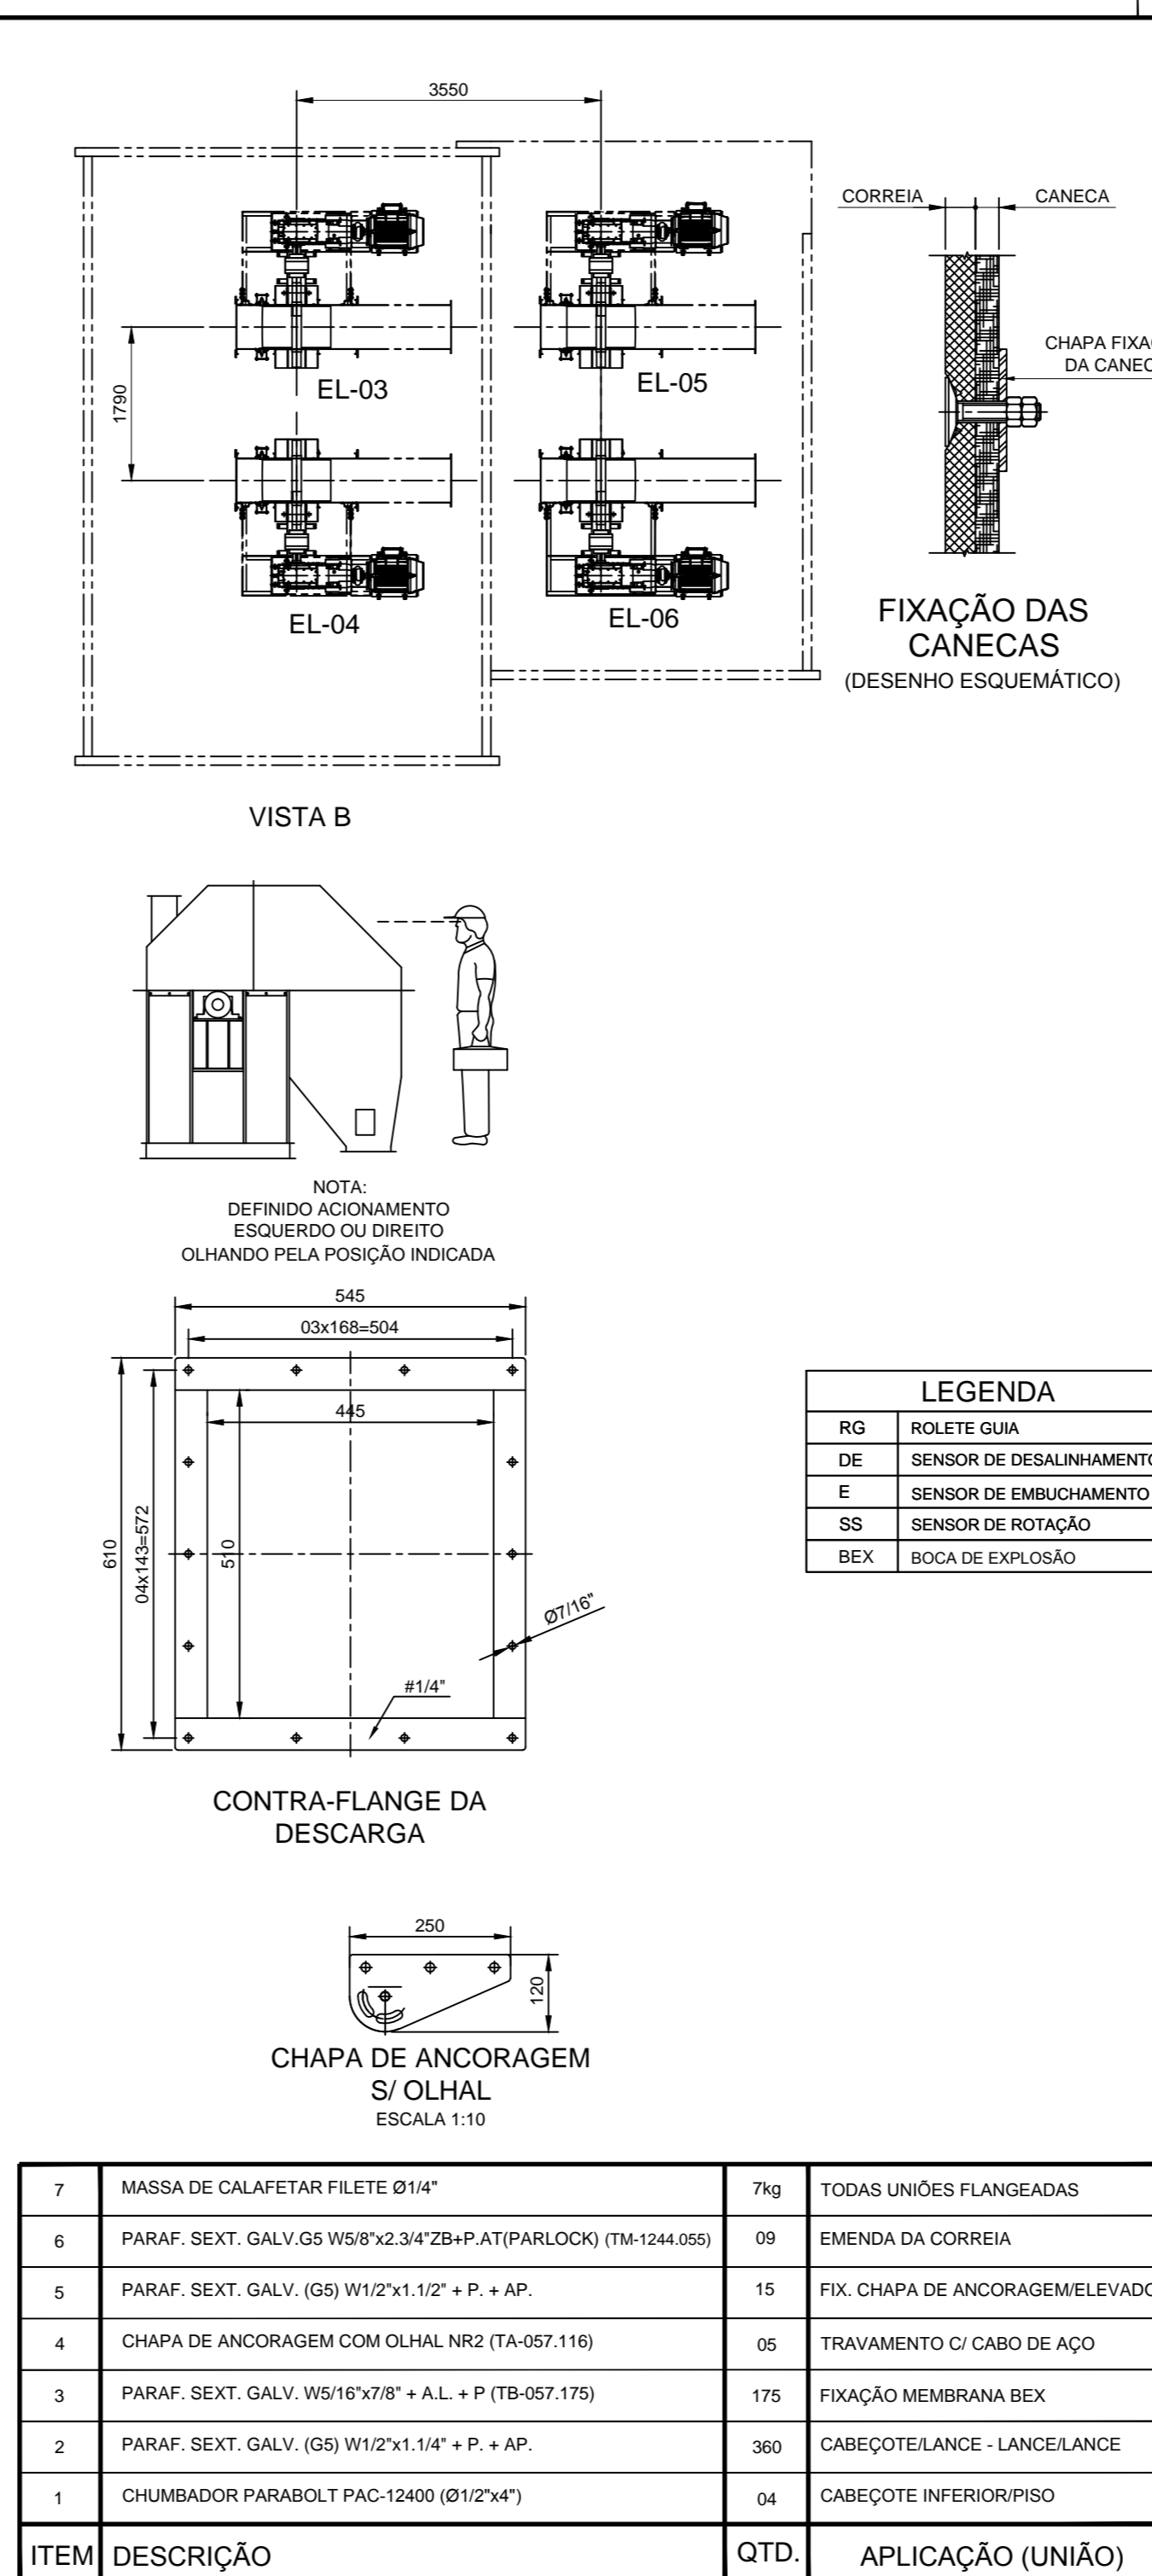 3550
CORREIA
CANECA
CHAPA FIXA
DA CANEC
1790
EL-03
EL-05
EL-04
EL-06
FIXAÇÃO DAS
CANECAS
(DESENHO ESQUEMÁTICO)
VISTA B
NOTA:
DEFINIDO ACIONAMENTO
ESQUERDO OU DIREITO
OLHANDO PELA POSIÇÃO INDICADA
545
03x168=504
445
610
04x143=572
510
Ø7/16"
#1/4"
CONTRA-FLANGE DA
DESCARGA
LEGENDA
RG ROLETE GUIA
DE SENSOR DE DESALINHAMENTO
E SENSOR DE EMBUCHAMENTO
SS SENSOR DE ROTAÇÃO
BEX BOCA DE EXPLOSÃO
250
120
CHAPA DE ANCORAGEM
S/ OLHAL
ESCALA 1:10
7 MASSA DE CALAFETAR FILETE Ø1/4" 7kg TODAS UNIÕES FLANGEADAS
6 PARAF. SEXT. GALV.G5 W5/8"x2.3/4"ZB+P.AT(PARLOCK) (TM-1244.055) 09 EMENDA DA CORREIA
5 PARAF. SEXT. GALV. (G5) W1/2"x1.1/2" + P. + AP. 15 FIX. CHAPA DE ANCORAGEM/ELEVADO
4 CHAPA DE ANCORAGEM COM OLHAL NR2 (TA-057.116) 05 TRAVAMENTO C/ CABO DE AÇO
3 PARAF. SEXT. GALV. W5/16"x7/8" + A.L. + P (TB-057.175) 175 FIXAÇÃO MEMBRANA BEX
2 PARAF. SEXT. GALV. (G5) W1/2"x1.1/4" + P. + AP. 360 CABEÇOTE/LANCE - LANCE/LANCE
1 CHUMBADOR PARABOLT PAC-12400 (Ø1/2"x4") 04 CABEÇOTE INFERIOR/PISO
ITEM DESCRIÇÃO QTD. APLICAÇÃO (UNIÃO)